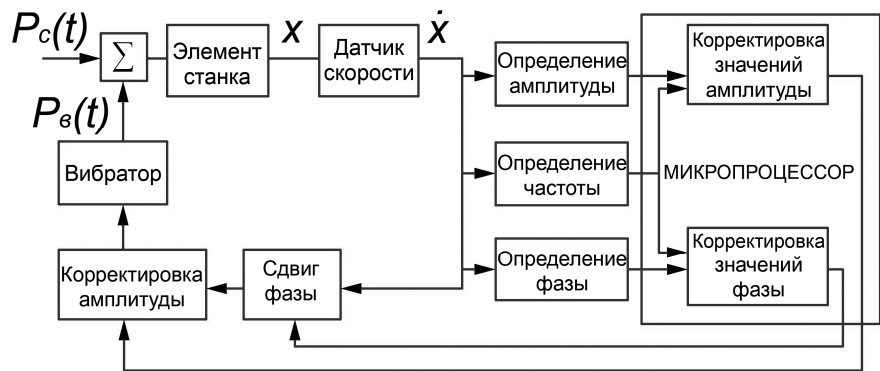 Pс(t)
Σ
Элемент
станка
x
Датчик
скорости
ẋ
Определение
амплитуды
Корректировка
значений
амплитуды
Pв(t)
Вибратор
Определение
частоты
МИКРОПРОЦЕССОР
Корректировка
амплитуды
Сдвиг
фазы
Определение
фазы
Корректировка
значений
фазы